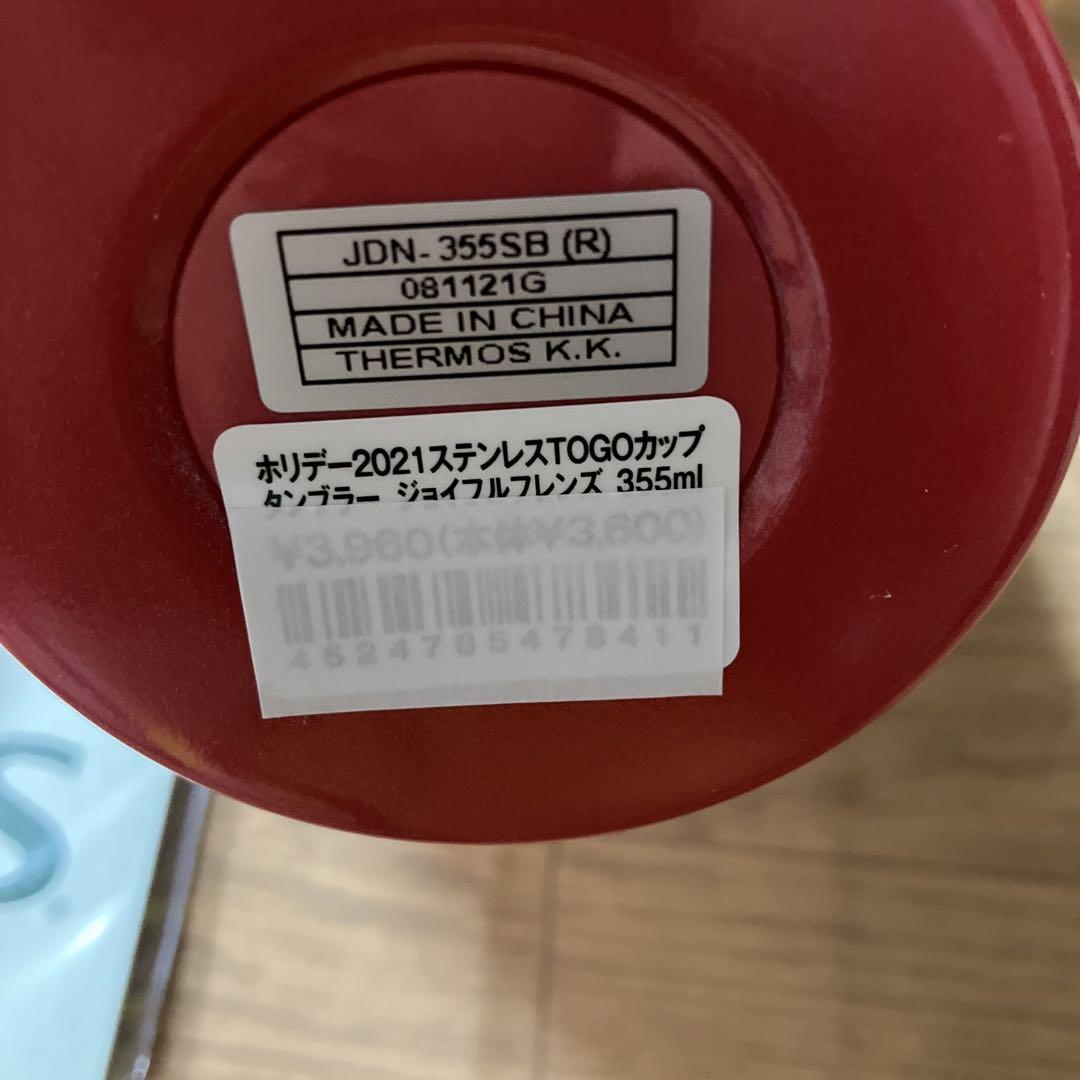 JDN-355SB (R)
081121G
MADE IN CHINA
THERMOS K.K.
ホリデー2021ステンレスTOGOカップ
タンブラー ジョイフルフレンズ 355ml
¥3,960(本体¥3,600)
4524785478411
S